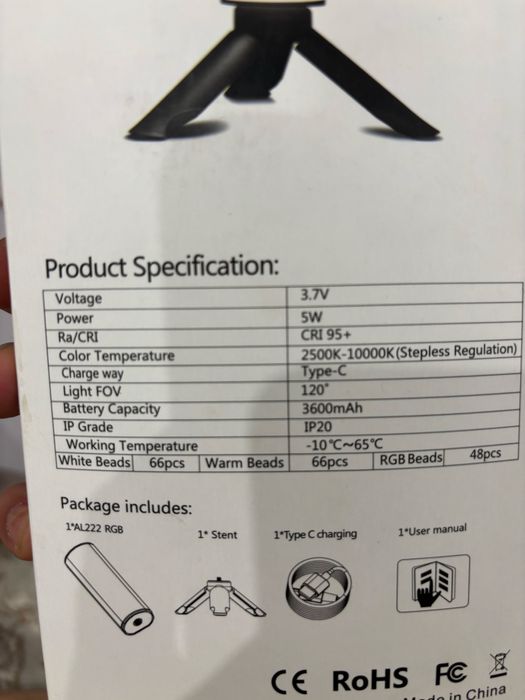 Product Specification:
Voltage 3.7V
Power 5W
Ra/CRI CRI 95+
Color Temperature 2500K-10000K(Stepless Regulation)
Charge way Type-C
Light FOV 120°
Battery Capacity 3600mAh
IP Grade IP20
Working Temperature -10℃~65℃
White Beads 66pcs Warm Beads 66pcs RGB Beads 48pcs
Package includes:
1*AL222 RGB 1* Stent 1*Type C charging 1*User manual
CE RoHS FC
Made in China